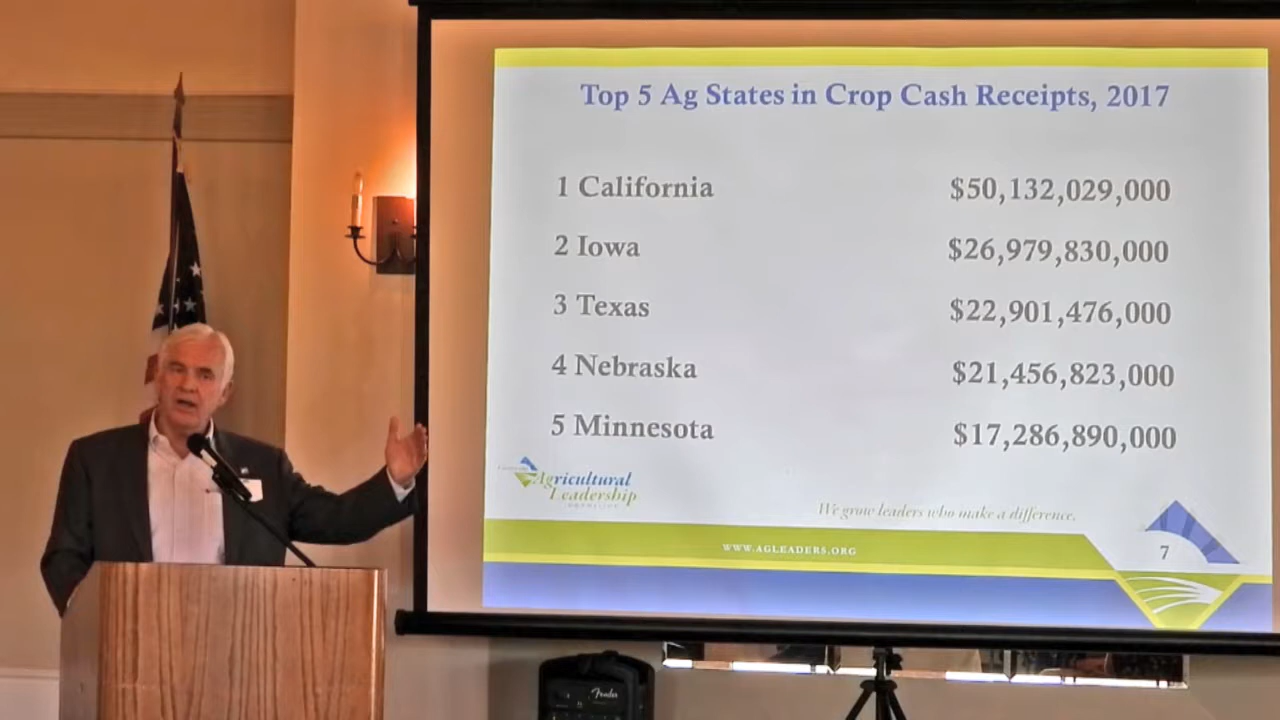 Top 5 Ag States in Crop Cash Receipts, 2017
1 California $50,132,029,000
2 Iowa $26,979,830,000
3 Texas $22,901,476,000
4 Nebraska $21,456,823,000
5 Minnesota $17,286,890,000
Agricultural
Leadership
We grow leaders who make a difference.
WWW.AGLEADERS.ORG
7
Fender